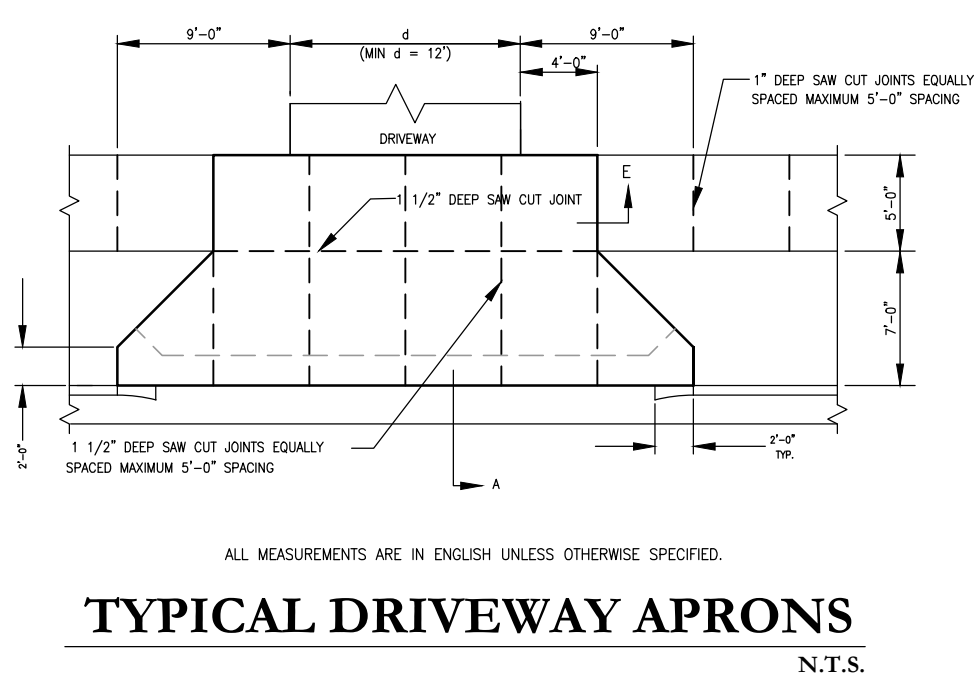 9'-0" d 9'-0"
(MIN d = 12')
4'-0"
1" DEEP SAW CUT JOINTS EQUALLY
SPACED MAXIMUM 5'-0" SPACING
DRIVEWAY
E
1 1/2" DEEP SAW CUT JOINT
5'-0"
7'-0"
2'-0"
1 1/2" DEEP SAW CUT JOINTS EQUALLY
SPACED MAXIMUM 5'-0" SPACING
2'-0"
TYP.
A
ALL MEASUREMENTS ARE IN ENGLISH UNLESS OTHERWISE SPECIFIED.
TYPICAL DRIVEWAY APRONS
N.T.S.